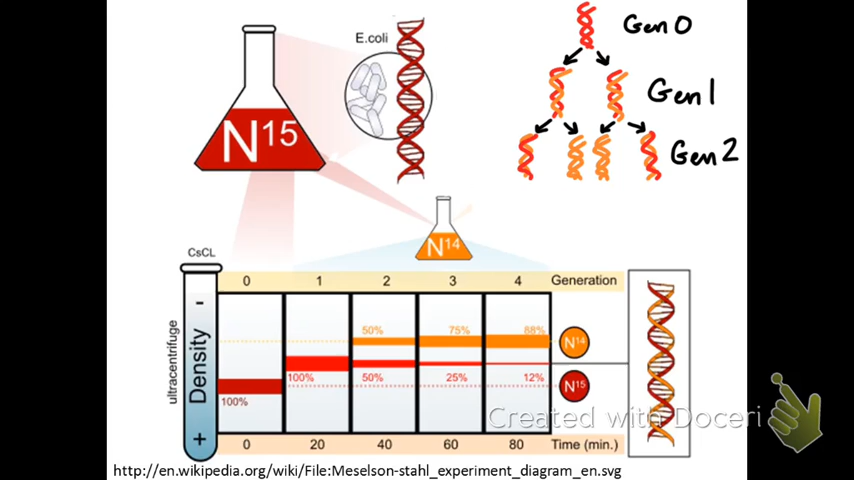 E.coli
N15
Gen 0
Gen 1
Gen 2
N14
CsCL
0 1 2 3 4 Generation
ultracentrifuge
- Density +
50% 75% 88%
N14
100% 50% 25% 12%
N15
100%
Created with Doceri
0 20 40 60 80 Time (min.)
http://en.wikipedia.org/wiki/File:Meselson-stahl_experiment_diagram_en.svg